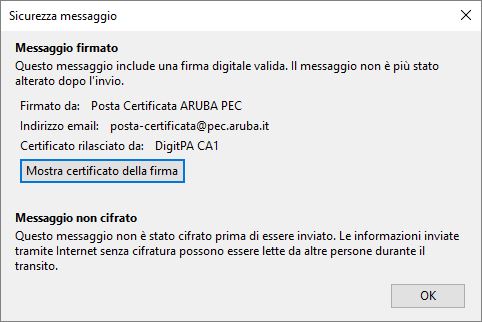 Sicurezza messaggio
Messaggio firmato
Questo messaggio include una firma digitale valida. Il messaggio non è più stato
alterato dopo l'invio.
Firmato da: Posta Certificata ARUBA PEC
Indirizzo email: posta-certificata@pec.aruba.it
Certificato rilasciato da: DigitPA CA1
Mostra certificato della firma
Messaggio non cifrato
Questo messaggio non è stato cifrato prima di essere inviato. Le informazioni inviate
tramite Internet senza cifratura possono essere lette da altre persone durante il
transito.
OK